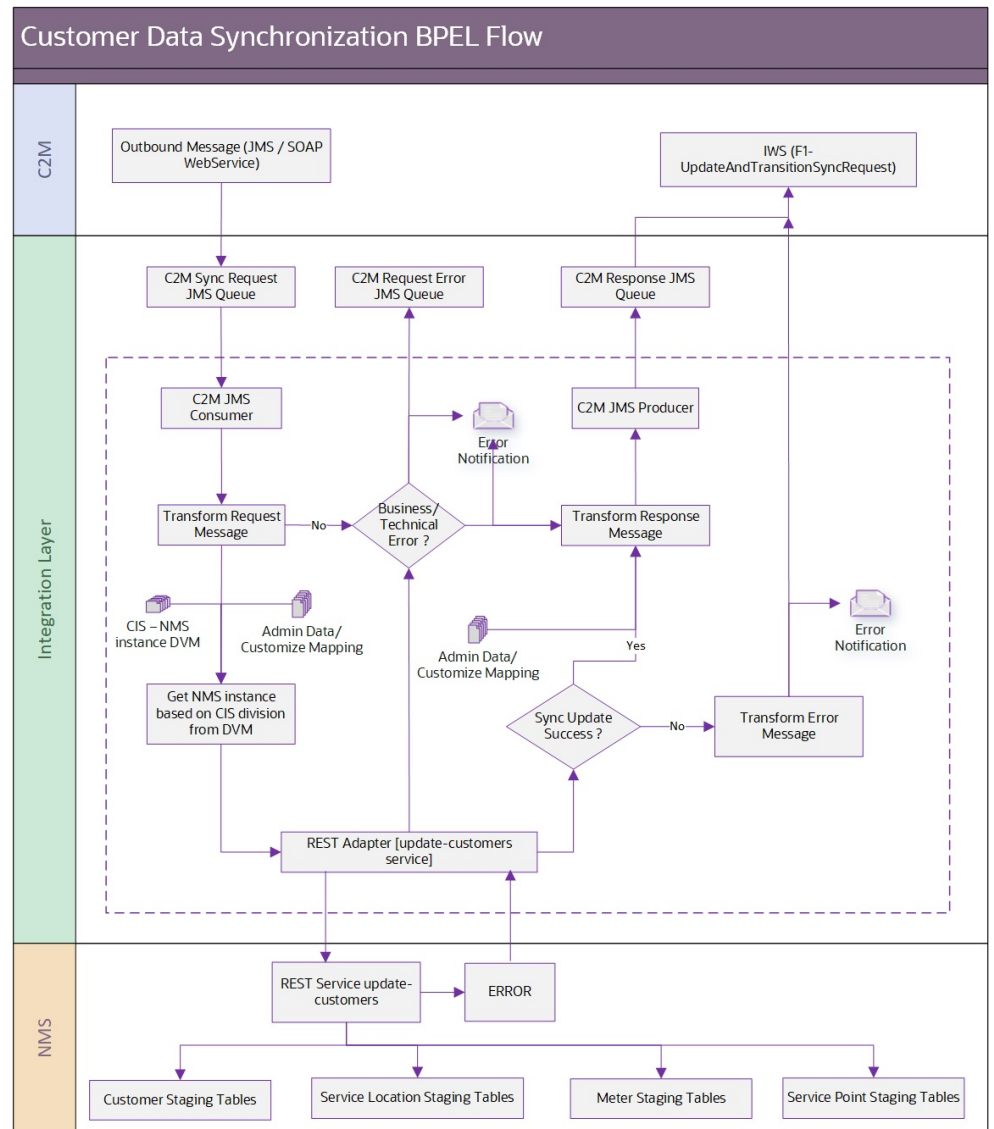 Customer Data Synchronization BPEL Flow
C2M
Outbound Message (JMS / SOAP
WebService)
IWS (F1-
UpdateAndTransitionSyncRequest)
Integration Layer
C2M Sync Request
JMS Queue
C2M Request Error
JMS Queue
C2M Response JMS
Queue
C2M JMS
Consumer
Error
Notification
C2M JMS Producer
Transform Request
Message
No
Business/
Technical
Error ?
Transform Response
Message
CIS – NMS
instance DVM
Admin Data/
Customize Mapping
Admin Data/
Customize Mapping
Yes
Error
Notification
Get NMS instance
based on CIS division
from DVM
Sync Update
Success ?
No
Transform Error
Message
REST Adapter [update-customers
service]
NMS
REST Service update-
customers
ERROR
Customer Staging Tables
Service Location Staging Tables
Meter Staging Tables
Service Point Staging Tables